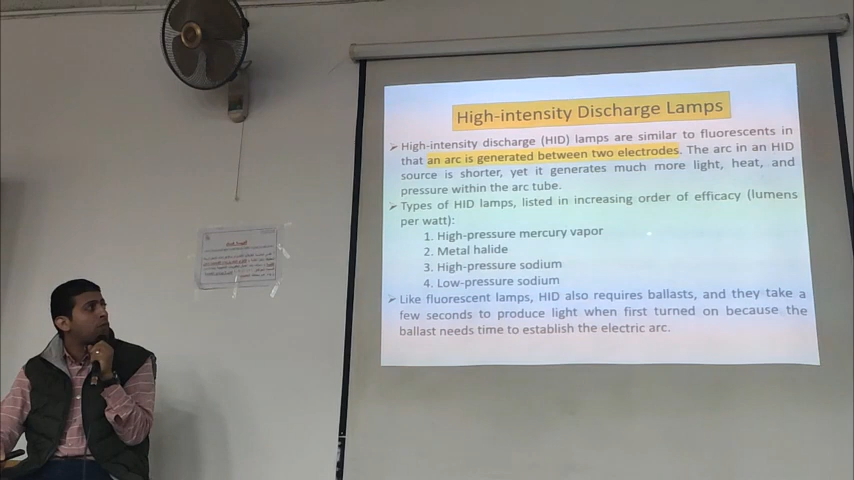 High-intensity Discharge Lamps
➢ High-intensity discharge (HID) lamps are similar to fluorescents in
that an arc is generated between two electrodes. The arc in an HID
source is shorter, yet it generates much more light, heat, and
pressure within the arc tube.
➢ Types of HID lamps, listed in increasing order of efficacy (lumens
per watt):
1. High-pressure mercury vapor
2. Metal halide
3. High-pressure sodium
4. Low-pressure sodium
➢ Like fluorescent lamps, HID also requires ballasts, and they take a
few seconds to produce light when first turned on because the
ballast needs time to establish the electric arc.